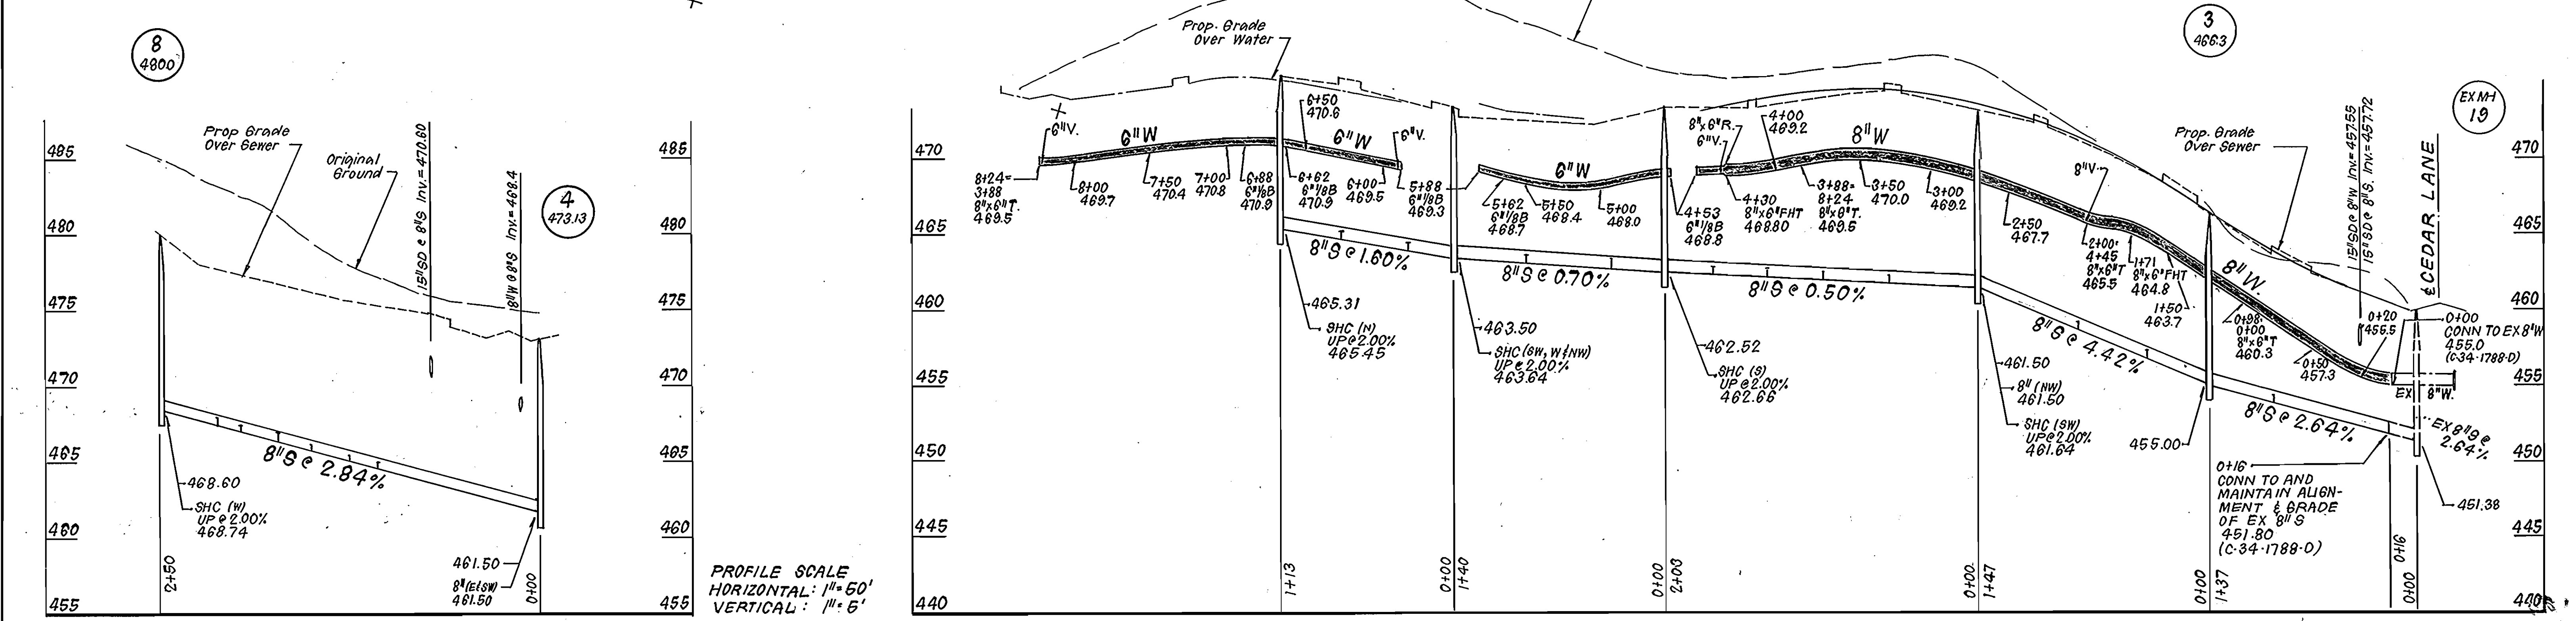 8
4800
485
480
475
470
465
460
455
Prop Grade
Over Sewer
Original
Ground
15"SD @ 8"S Inv.=470.60
8"W @ 8"S Inv.=468.4
4
473.13
485
480
475
470
465
460
455
8"S @ 2.84%
468.60
SHC (W)
UP @ 2.00%
468.74
2+50
461.50
8"(E&SW)
461.50
0+00
PROFILE SCALE
HORIZONTAL: 1"=50'
VERTICAL: 1"=5'
470
465
460
455
450
445
440
Prop. Grade
Over Water
6"V.
6"W
6+50
470.6
6"W
6"V.
8+24=
3+88
8"x6"T.
469.5
8+00
469.7
7+50
470.4
7+00
470.8
6+88
6"1/8B
470.9
6+62
6"1/8B
470.9
6+00
469.5
5+88
6"1/8B
469.3
6"W
5+62
6"1/8B
468.7
5+50
468.4
5+00
468.0
4+53
6"1/8B
468.8
8"x6"R.
6"V.
4+00
469.2
8"W
4+30
8"x6"FHT
468.80
3+88=
8+24
8"x6"T.
469.5
3+50
470.0
3+00
469.2
2+50
467.7
8"V.
2+00=
4+45
8"x6"T
465.5
1+71
8"x6"FHT
464.8
1+50
463.7
8"W.
0+98=
0+00
8"x6"T
460.3
0+50
457.3
0+20
455.5
0+00
CONN TO EX 8"W
455.0
(C-34-1788-D)
EX 8"W.
3
466.3
EX MH
19
Prop. Grade
Over Sewer
15"SD @ 8"W Inv=457.55
15"SD @ 8"S. Inv.=457.72
℄ CEDAR LANE
8"S @ 1.60%
8"S @ 0.70%
8"S @ 0.50%
8"S @ 4.42%
8"S @ 2.64%
EX 8"S @
2.64%
465.31
SHC (N)
UP @ 2.00%
465.45
463.50
SHC (SW, W & NW)
UP @ 2.00%
463.64
462.52
SHC (S)
UP @ 2.00%
462.66
461.50
8" (NW)
461.50
SHC (SW)
UP @ 2.00%
461.64
455.00
0+16
CONN TO AND
MAINTAIN ALIGN-
MENT & GRADE
OF EX 8"S
451.80
(C-34-1788-D)
451.38
1+13
0+00
1+40
0+00
2+03
0+00
1+47
0+00
1+37
0+16
0+00
470
465
460
455
450
445
440